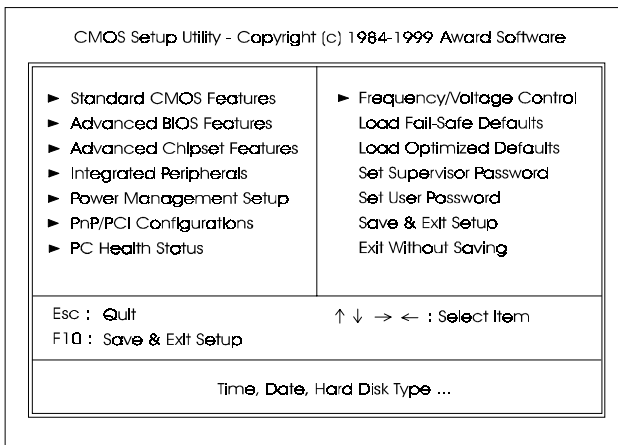 CMOS Setup Utility - Copyright (c) 1984-1999 Award Software
► Standard CMOS Features
► Advanced BIOS Features
► Advanced Chipset Features
► Integrated Peripherals
► Power Management Setup
► PnP/PCI Configurations
► PC Health Status
► Frequency/Voltage Control
Load Fail-Safe Defaults
Load Optimized Defaults
Set Supervisor Password
Set User Password
Save & Exit Setup
Exit Without Saving
Esc : Quit
F10 : Save & Exit Setup
↑ ↓ → ← : Select Item
Time, Date, Hard Disk Type ...